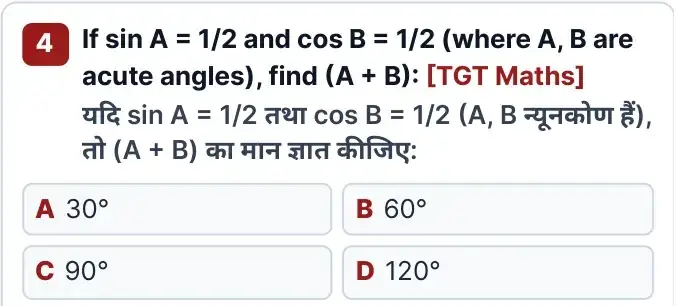 4 If sin A = 1/2 and cos B = 1/2 (where A, B are
acute angles), find (A + B): [TGT Maths]
यदि sin A = 1/2 तथा cos B = 1/2 (A, B न्यूनकोण हैं),
तो (A + B) का मान ज्ञात कीजिए:
A 30° B 60°
C 90° D 120°